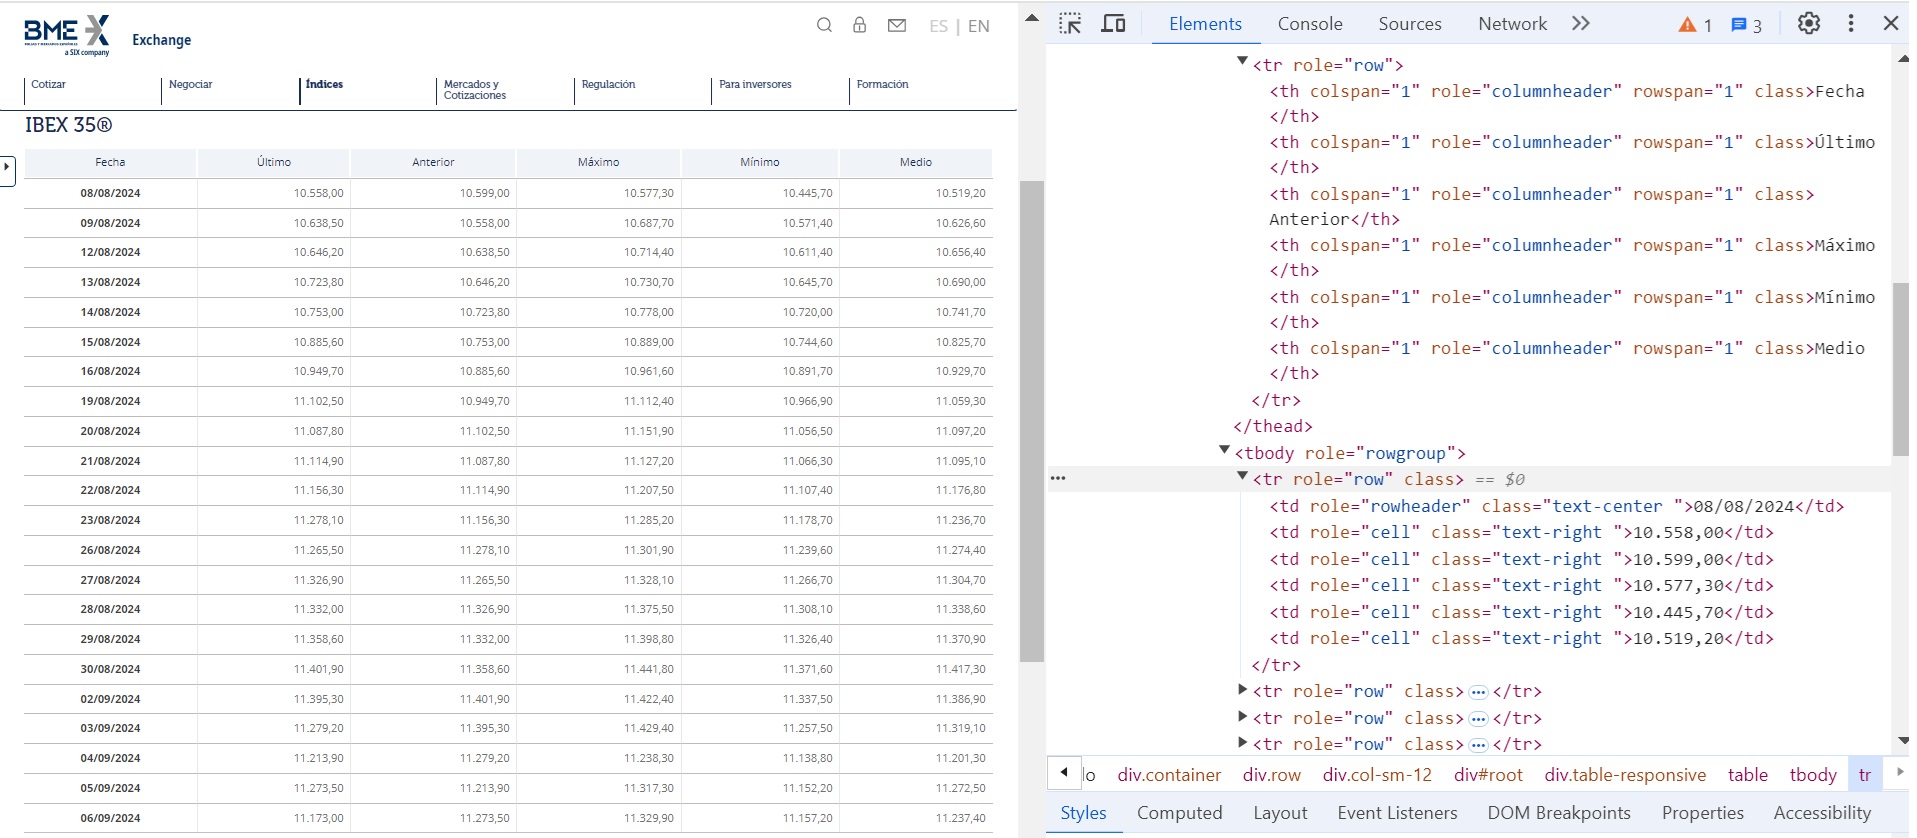 BME X
BOLSAS Y MERCADOS ESPAÑOLES
a SIX company
Exchange
ES | EN
Cotizar
Negociar
Índices
Mercados y
Cotizaciones
Regulación
Para inversores
Formación
IBEX 35®
Fecha Último Anterior Máximo Mínimo Medio
08/08/2024 10.558,00 10.599,00 10.577,30 10.445,70 10.519,20
09/08/2024 10.638,50 10.558,00 10.687,70 10.571,40 10.626,60
12/08/2024 10.646,20 10.638,50 10.714,40 10.611,40 10.656,40
13/08/2024 10.723,80 10.646,20 10.730,70 10.645,70 10.690,00
14/08/2024 10.753,00 10.723,80 10.778,00 10.720,00 10.741,70
15/08/2024 10.885,60 10.753,00 10.889,00 10.744,60 10.825,70
16/08/2024 10.949,70 10.885,60 10.961,60 10.891,70 10.929,70
19/08/2024 11.102,50 10.949,70 11.112,40 10.966,90 11.059,30
20/08/2024 11.087,80 11.102,50 11.151,90 11.056,50 11.097,20
21/08/2024 11.114,90 11.087,80 11.127,20 11.066,30 11.095,10
22/08/2024 11.156,30 11.114,90 11.207,50 11.107,40 11.176,80
23/08/2024 11.278,10 11.156,30 11.285,20 11.178,70 11.236,70
26/08/2024 11.265,50 11.278,10 11.301,90 11.239,60 11.274,40
27/08/2024 11.326,90 11.265,50 11.328,10 11.266,70 11.304,70
28/08/2024 11.332,00 11.326,90 11.375,50 11.308,10 11.338,60
29/08/2024 11.358,60 11.332,00 11.398,80 11.326,40 11.370,90
30/08/2024 11.401,90 11.358,60 11.441,80 11.371,60 11.417,30
02/09/2024 11.395,30 11.401,90 11.422,40 11.337,50 11.386,90
03/09/2024 11.279,20 11.395,30 11.429,40 11.257,50 11.319,10
04/09/2024 11.213,90 11.279,20 11.238,30 11.138,80 11.201,30
05/09/2024 11.273,50 11.213,90 11.317,30 11.152,20 11.272,50
06/09/2024 11.173,00 11.273,50 11.329,90 11.157,20 11.237,40
Elements Console Sources Network 1 3
<tr role="row">
<th colspan="1" role="columnheader" rowspan="1" class>Fecha
</th>
<th colspan="1" role="columnheader" rowspan="1" class>Último
</th>
<th colspan="1" role="columnheader" rowspan="1" class>
Anterior</th>
<th colspan="1" role="columnheader" rowspan="1" class>Máximo
</th>
<th colspan="1" role="columnheader" rowspan="1" class>Mínimo
</th>
<th colspan="1" role="columnheader" rowspan="1" class>Medio
</th>
</tr>
</thead>
<tbody role="rowgroup">
<tr role="row" class> == $0
<td role="rowheader" class="text-center ">08/08/2024</td>
<td role="cell" class="text-right ">10.558,00</td>
<td role="cell" class="text-right ">10.599,00</td>
<td role="cell" class="text-right ">10.577,30</td>
<td role="cell" class="text-right ">10.445,70</td>
<td role="cell" class="text-right ">10.519,20</td>
</tr>
<tr role="row" class>…</tr>
<tr role="row" class>…</tr>
<tr role="row" class>…</tr>
lo div.container div.row div.col-sm-12 div#root div.table-responsive table tbody tr
Styles Computed Layout Event Listeners DOM Breakpoints Properties Accessibility